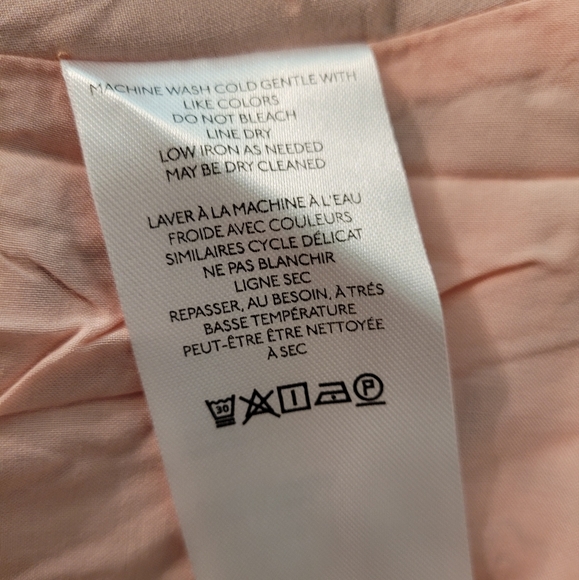 MACHINE WASH COLD GENTLE WITH
LIKE COLORS
DO NOT BLEACH
LINE DRY
LOW IRON AS NEEDED
MAY BE DRY CLEANED
LAVER À LA MACHINE À L'EAU
FROIDE AVEC COULEURS
SIMILAIRES CYCLE DÉLICAT
NE PAS BLANCHIR
LIGNE SEC
REPASSER, AU BESOIN, À TRÉS
BASSE TEMPÉRATURE
PEUT-ÊTRE ÊTRE NETTOYÉE
À SEC
30 P